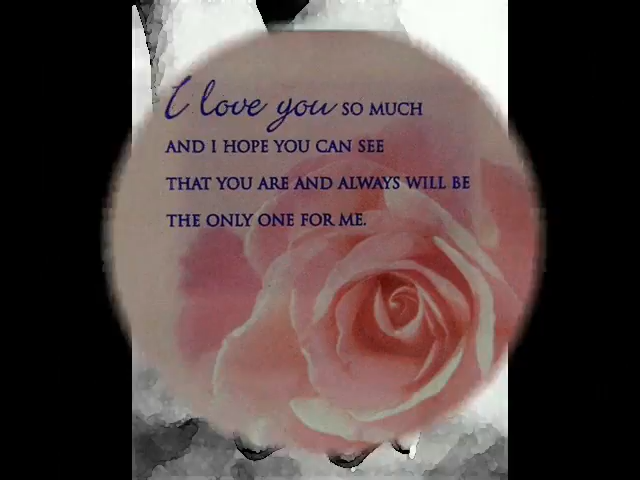 I love you SO MUCH
AND I HOPE YOU CAN SEE
THAT YOU ARE AND ALWAYS WILL BE
THE ONLY ONE FOR ME.